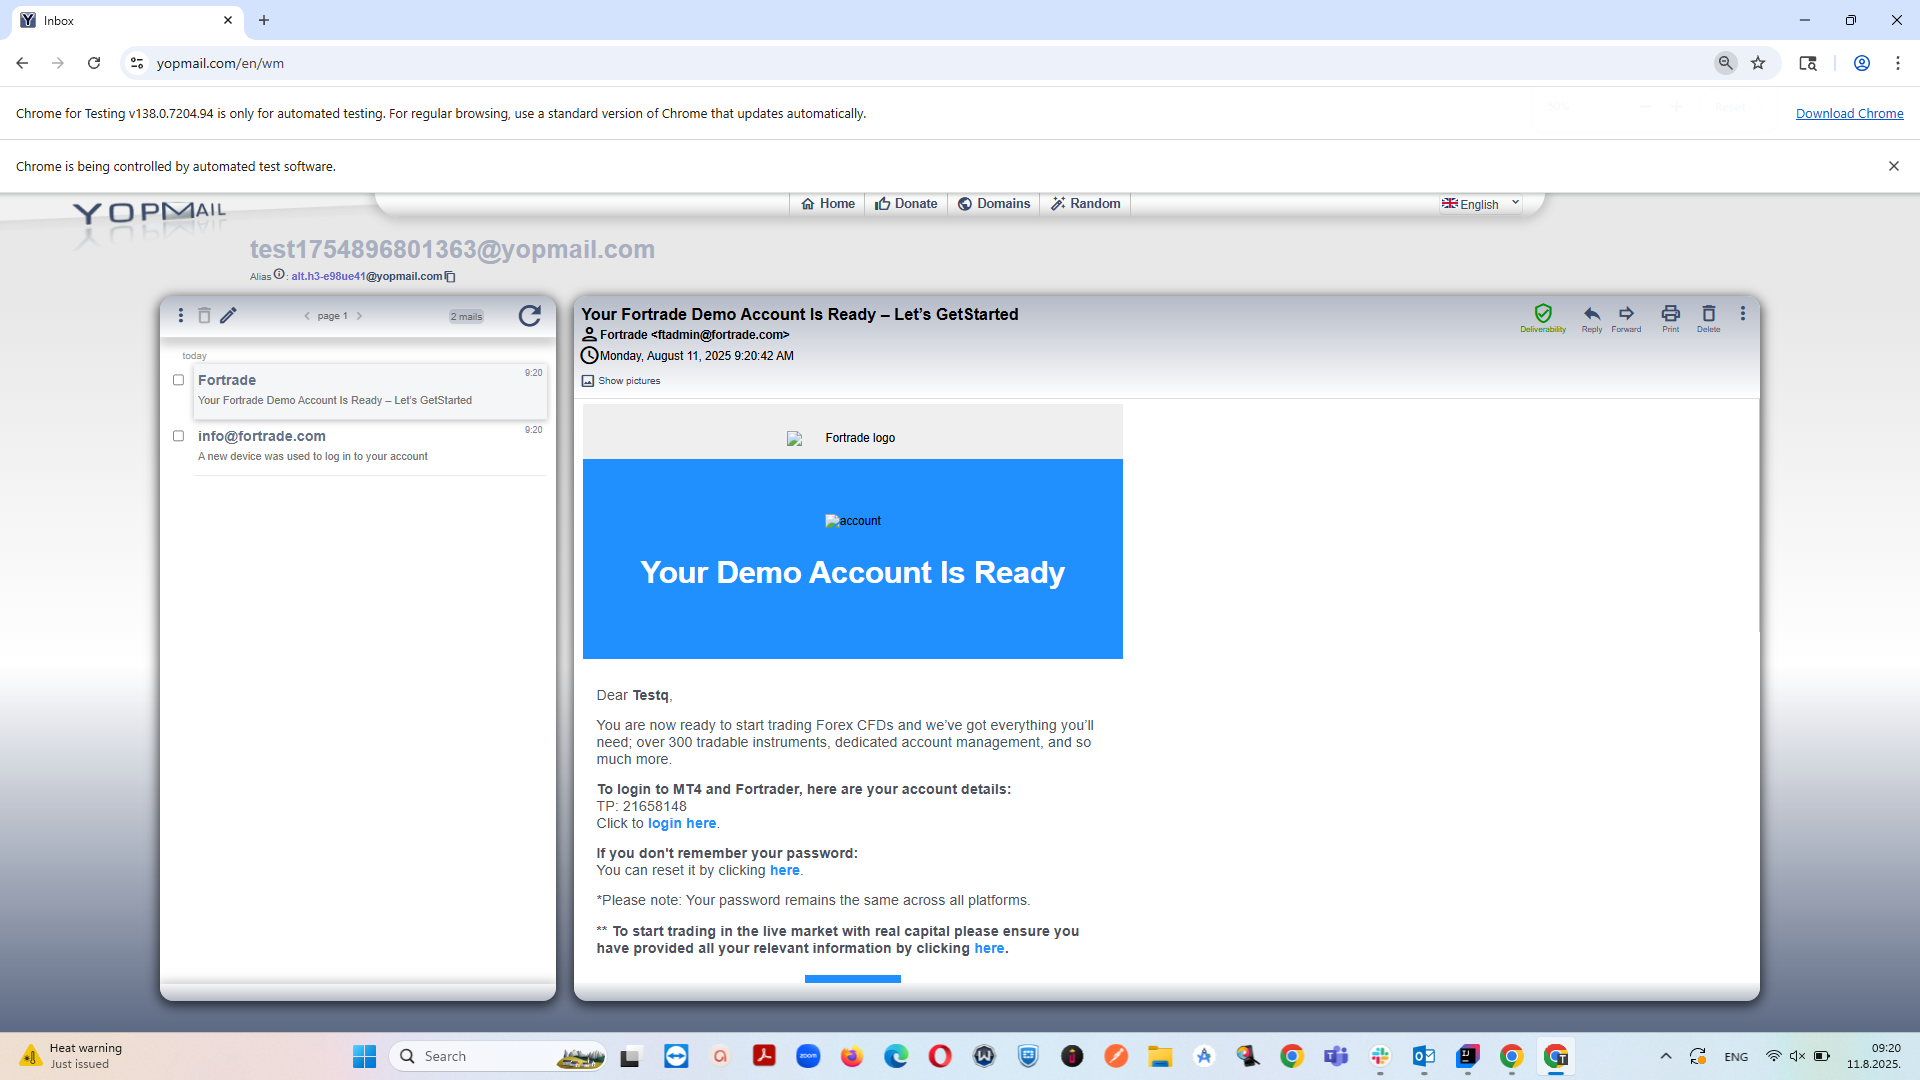 Inbox
yopmail.com/en/wm
Chrome for Testing v138.0.7204.94 is only for automated testing. For regular browsing, use a standard version of Chrome that updates automatically.
Download Chrome
Chrome is being controlled by automated test software.
YOPMAIL
Home
Donate
Domains
Random
English
test1754896801363@yopmail.com
Alias : alt.h3-e98ue41@yopmail.com
page 1
2 mails
today
Fortrade
9:20
Your Fortrade Demo Account Is Ready – Let’s GetStarted
info@fortrade.com
9:20
A new device was used to log in to your account
Your Fortrade Demo Account Is Ready – Let’s GetStarted
Fortrade <ftadmin@fortrade.com>
Monday, August 11, 2025 9:20:42 AM
Show pictures
Deliverability
Reply
Forward
Print
Delete
Fortrade logo
account
Your Demo Account Is Ready
Dear Testq,
You are now ready to start trading Forex CFDs and we’ve got everything you’ll
need; over 300 tradable instruments, dedicated account management, and so
much more.
To login to MT4 and Fortrader, here are your account details:
TP: 21658148
Click to login here.
If you don't remember your password:
You can reset it by clicking here.
*Please note: Your password remains the same across all platforms.
** To start trading in the live market with real capital please ensure you
have provided all your relevant information by clicking here.
Heat warning
Just issued
Search
zoom
ENG
09:20
11.8.2025.